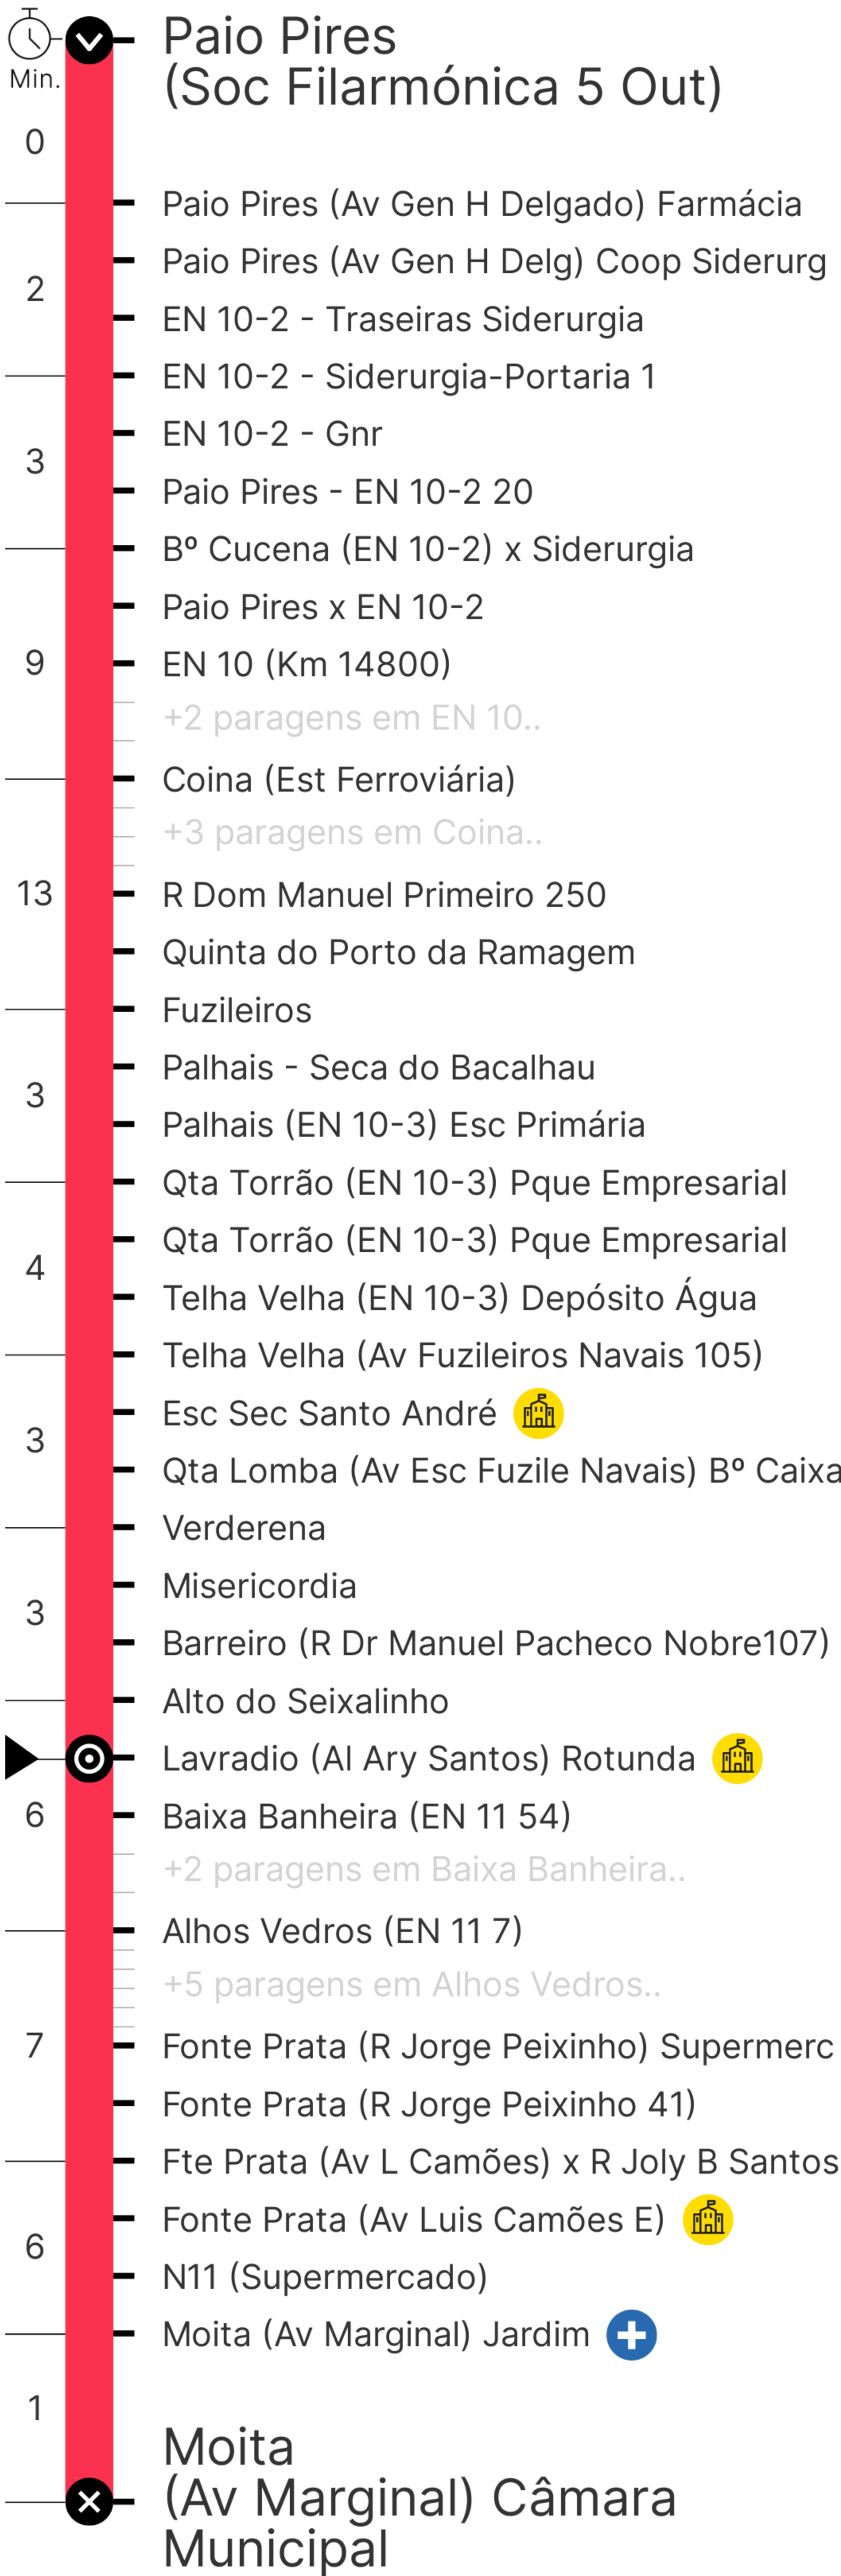 Paio Pires
(Soc Filarmónica 5 Out)
Min.
0
Paio Pires (Av Gen H Delgado) Farmácia
Paio Pires (Av Gen H Delg) Coop Siderurg
2
EN 10-2 - Traseiras Siderurgia
EN 10-2 - Siderurgia-Portaria 1
EN 10-2 - Gnr
3
Paio Pires - EN 10-2 20
Bº Cucena (EN 10-2) x Siderurgia
Paio Pires x EN 10-2
9
EN 10 (Km 14800)
+2 paragens em EN 10..
Coina (Est Ferroviária)
+3 paragens em Coina..
13
R Dom Manuel Primeiro 250
Quinta do Porto da Ramagem
Fuzileiros
Palhais - Seca do Bacalhau
3
Palhais (EN 10-3) Esc Primária
Qta Torrão (EN 10-3) Pque Empresarial
Qta Torrão (EN 10-3) Pque Empresarial
4
Telha Velha (EN 10-3) Depósito Água
Telha Velha (Av Fuzileiros Navais 105)
Esc Sec Santo André
3
Qta Lomba (Av Esc Fuzile Navais) Bº Caixa
Verderena
Misericordia
3
Barreiro (R Dr Manuel Pacheco Nobre107)
Alto do Seixalinho
Lavradio (Al Ary Santos) Rotunda
6
Baixa Banheira (EN 11 54)
+2 paragens em Baixa Banheira..
Alhos Vedros (EN 11 7)
+5 paragens em Alhos Vedros..
7
Fonte Prata (R Jorge Peixinho) Supermerc
Fonte Prata (R Jorge Peixinho 41)
Fte Prata (Av L Camões) x R Joly B Santos
Fonte Prata (Av Luis Camões E)
6
N11 (Supermercado)
Moita (Av Marginal) Jardim
1
Moita
(Av Marginal) Câmara
Municipal